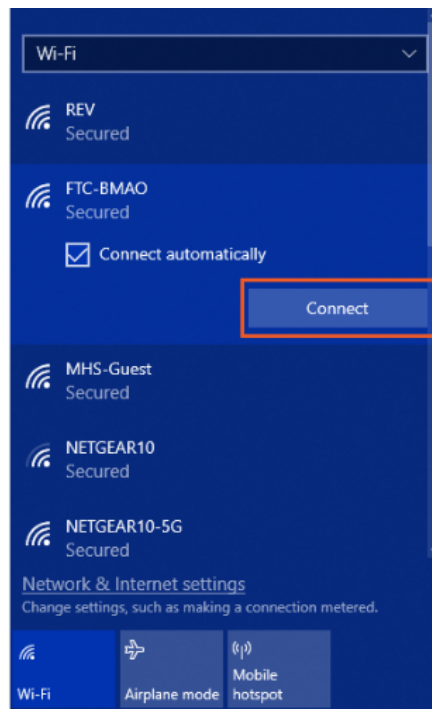 Wi-Fi
REV
Secured
FTC-BMAO
Secured
Connect automatically
Connect
MHS-Guest
Secured
NETGEAR10
Secured
NETGEAR10-5G
Secured
Network & Internet settings
Change settings, such as making a connection metered.
Wi-Fi
Airplane mode
Mobile
hotspot